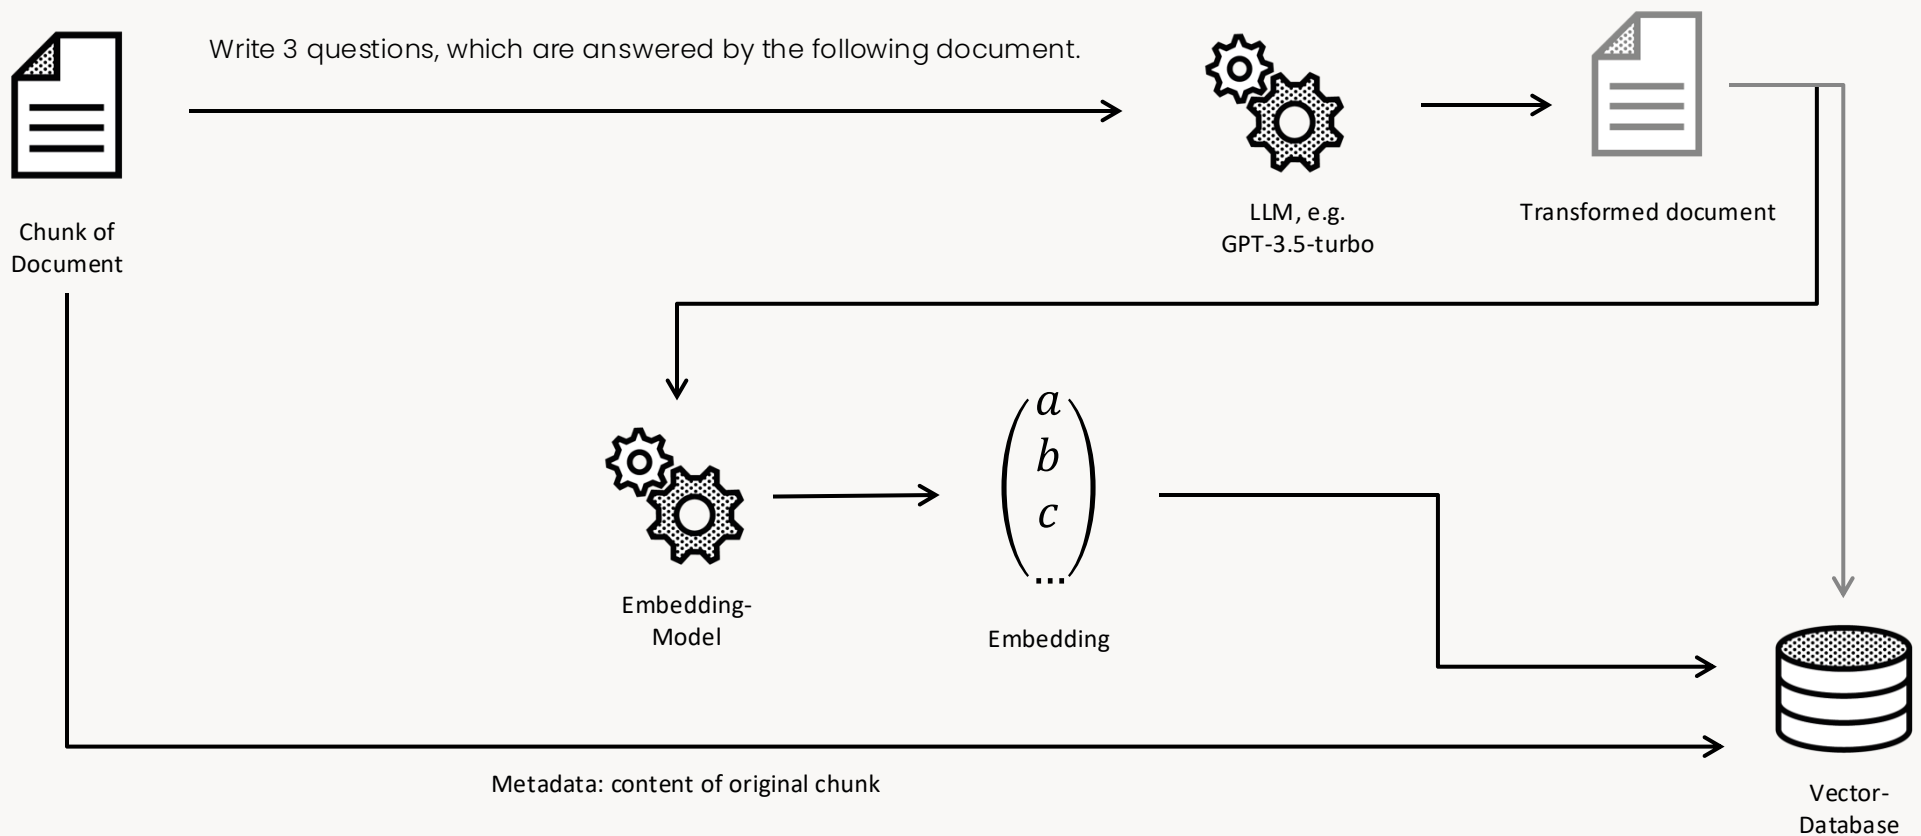 Write 3 questions, which are answered by the following document.
Chunk of
Document
LLM, e.g.
GPT-3.5-turbo
Transformed document
a
b
c
...
Embedding-
Model
Embedding
Metadata: content of original chunk
Vector-
Database